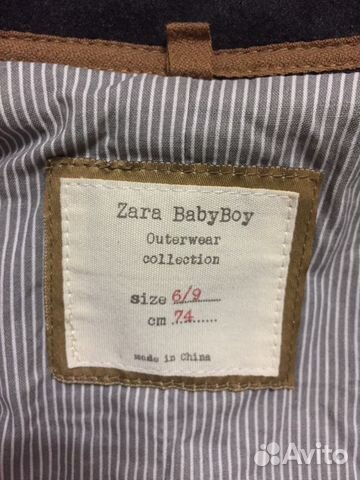 Zara BabyBoy
Outerwear
collection
size 6/9
cm 74
made in China
Avito